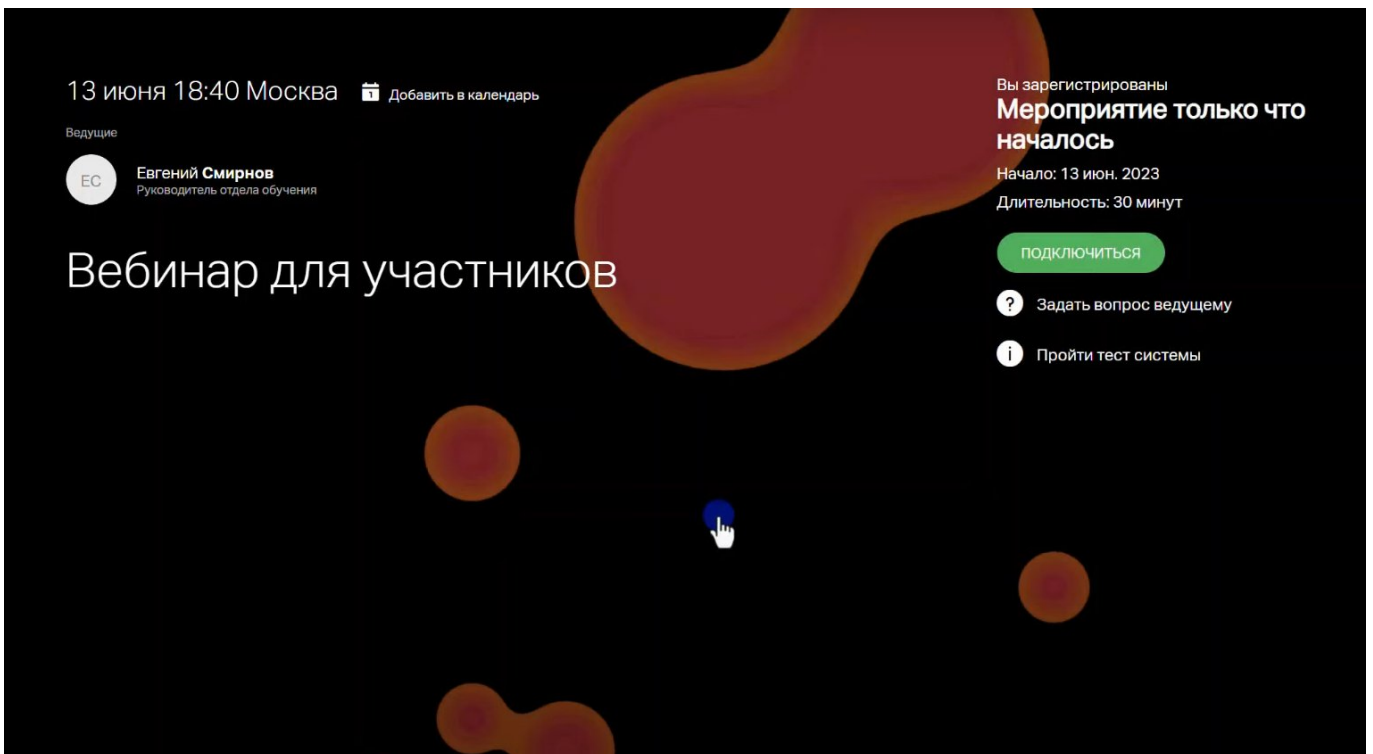 13 июня 18:40 Москва
1
Добавить в календарь
Ведущие
ЕС
Евгений Смирнов
Руководитель отдела обучения
Вебинар для участников
Вы зарегистрированы
Мероприятие только что
началось
Начало: 13 июн. 2023
Длительность: 30 минут
ПОДКЛЮЧИТЬСЯ
? Задать вопрос ведущему
i Пройти тест системы